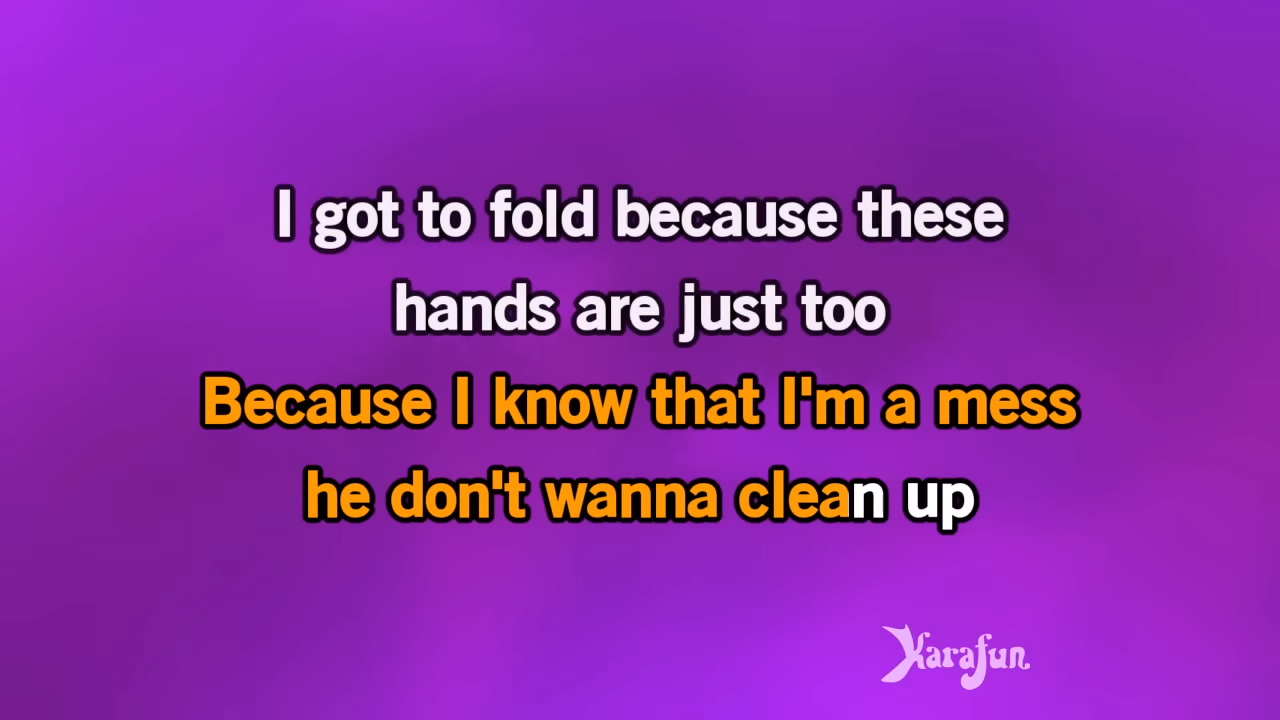 I got to fold because these
hands are just too
Because I know that I'm a mess
he don't wanna clean up
Karafun